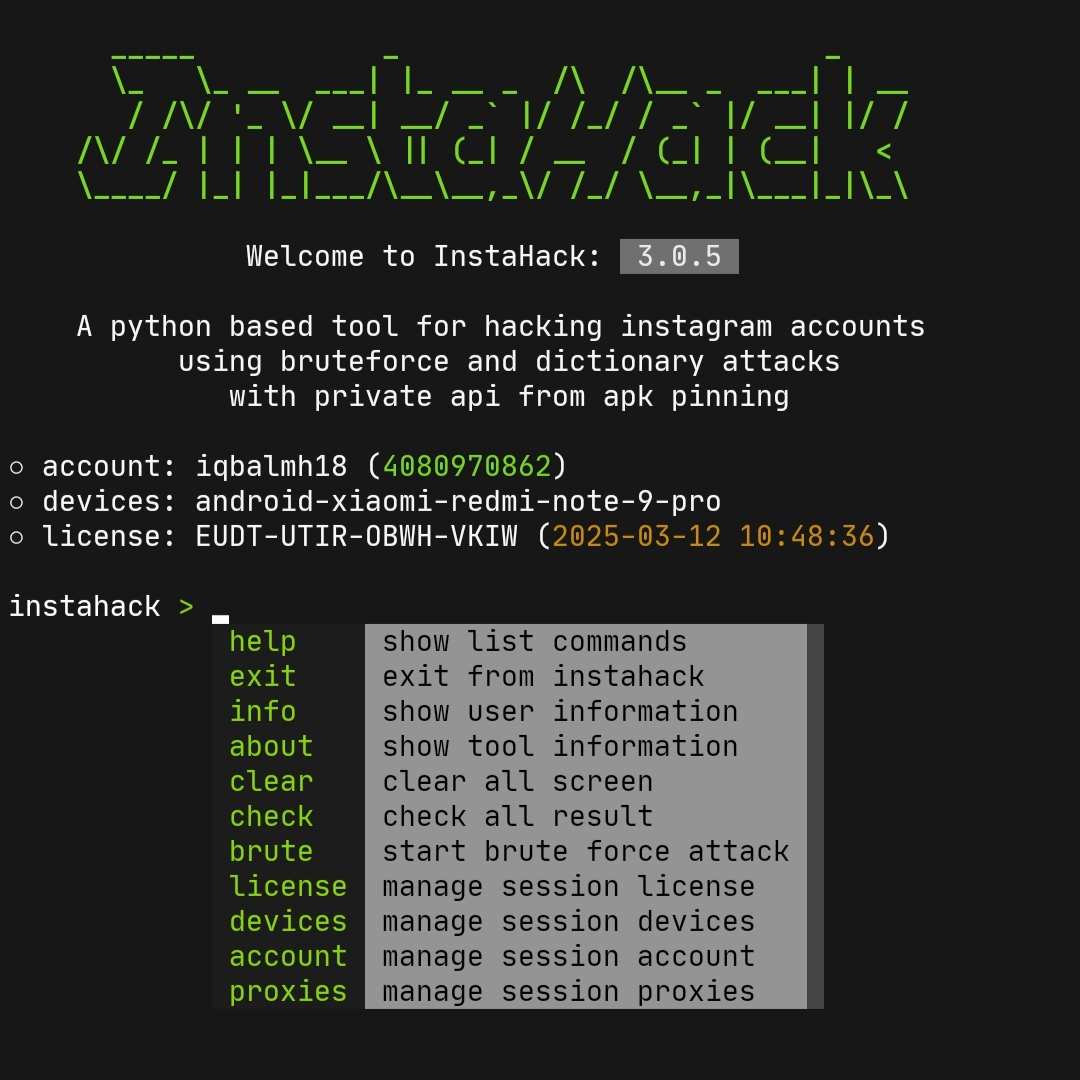 InstaHack
Welcome to InstaHack: 3.0.5
A python based tool for hacking instagram accounts
using bruteforce and dictionary attacks
with private api from apk pinning
○ account: iqbalmh18 (4080970862)
○ devices: android-xiaomi-redmi-note-9-pro
○ license: EUDT-UTIR-OBWH-VKIW (2025-03-12 10:48:36)
instahack > _
help show list commands
exit exit from instahack
info show user information
about show tool information
clear clear all screen
check check all result
brute start brute force attack
license manage session license
devices manage session devices
account manage session account
proxies manage session proxies